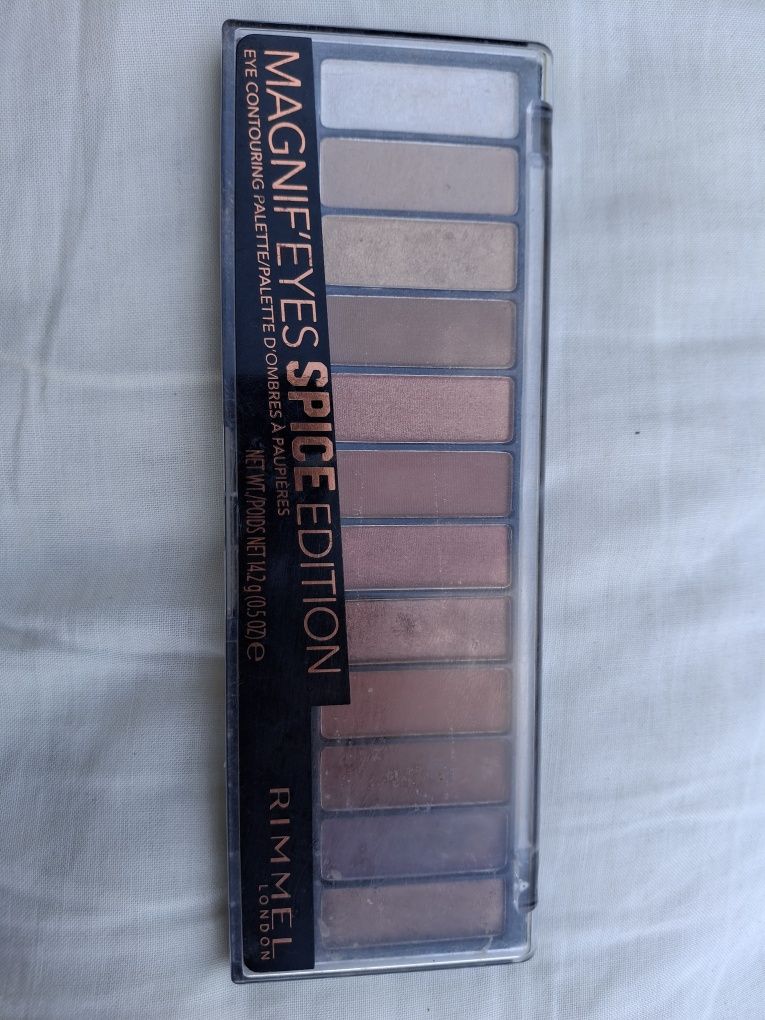 MAGNIF'EYES SPICE EDITION
EYE CONTOURING PALETTE/PALETTE D'OMBRES À PAUPIÈRES
NET WT./POIDS NET 14.2 g (0.5 OZ) ℮
RIMMEL
LONDON